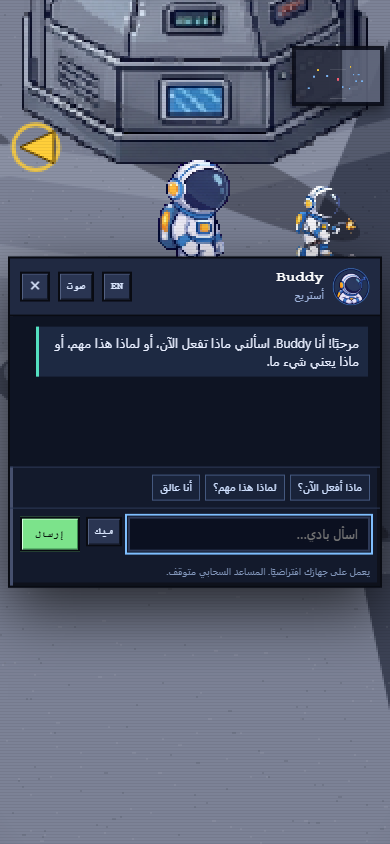 Buddy
أستريح
EN
صوت
✕
مرحبًا! أنا Buddy. اسألني ماذا تفعل الآن، أو لماذا هذا مهم، أو
ماذا يعني شيء ما.
ماذا أفعل الآن؟
لماذا هذا مهم؟
أنا عالق
اسأل بادي...
ميك
إرسال
يعمل على جهازك افتراضيًا. المساعد السحابي متوقف.